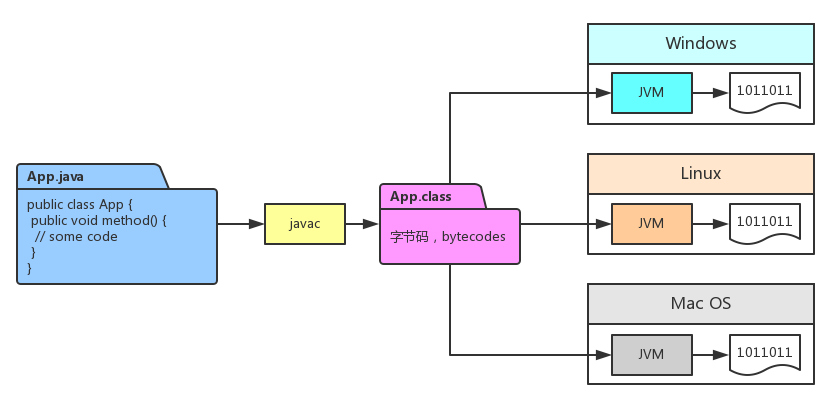 App.java
public class App {
public void method() {
// some code
}
}
javac
App.class
字节码，bytecodes
Windows
JVM
1011011
Linux
JVM
1011011
Mac OS
JVM
1011011